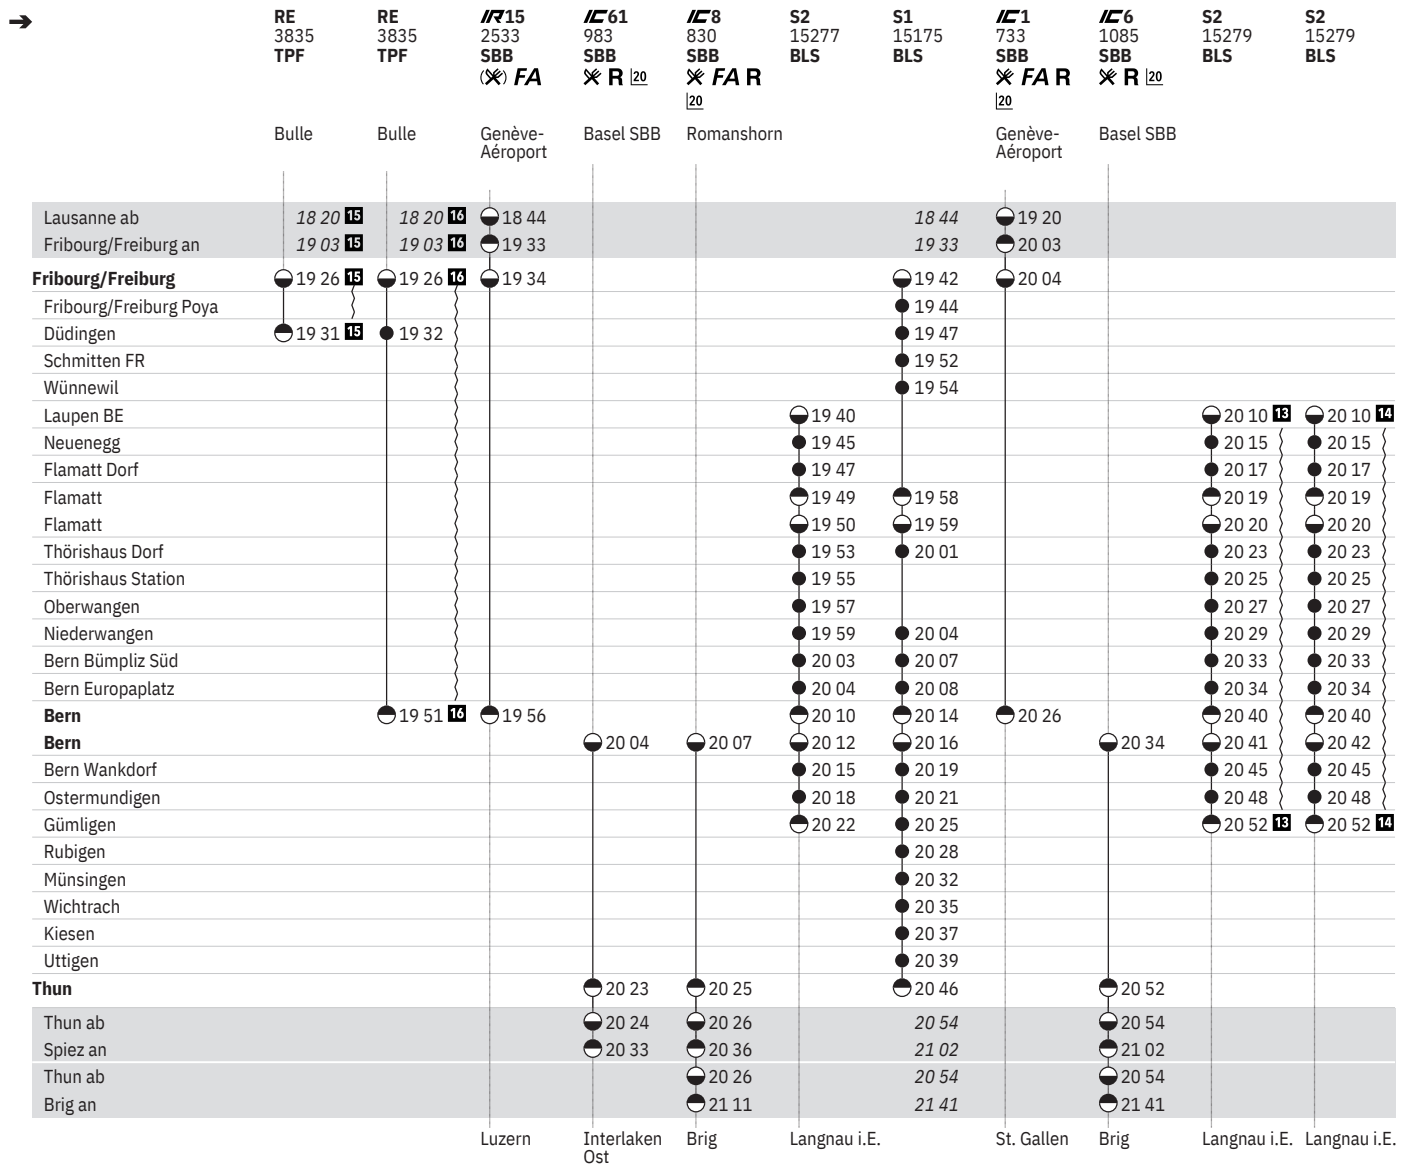 ➔ RE RE IR15 IC61 IC8 S2 S1 IC1 IC6 S2 S2
3835 3835 2533 983 830 15277 15175 733 1085 15279 15279
TPF TPF SBB SBB SBB BLS BLS SBB SBB BLS BLS
( ) FA R 20 FA R FA R R 20
20 20
Bulle Bulle Genève- Basel SBB Romanshorn Genève- Basel SBB
Aéroport Aéroport
Lausanne ab 18 20 15 18 20 16 18 44 18 44 19 20
Fribourg/Freiburg an 19 03 15 19 03 16 19 33 19 33 20 03
Fribourg/Freiburg 19 26 15 19 26 16 19 34 19 42 20 04
Fribourg/Freiburg Poya 19 44
Düdingen 19 31 15 19 32 19 47
Schmitten FR 19 52
Wünnewil 19 54
Laupen BE 19 40 20 10 13 20 10 14
Neuenegg 19 45 20 15 20 15
Flamatt Dorf 19 47 20 17 20 17
Flamatt 19 49 19 58 20 19 20 19
Flamatt 19 50 19 59 20 20 20 20
Thörishaus Dorf 19 53 20 01 20 23 20 23
Thörishaus Station 19 55 20 25 20 25
Oberwangen 19 57 20 27 20 27
Niederwangen 19 59 20 04 20 29 20 29
Bern Bümpliz Süd 20 03 20 07 20 33 20 33
Bern Europaplatz 20 04 20 08 20 34 20 34
Bern 19 51 16 19 56 20 10 20 14 20 26 20 40 20 40
Bern 20 04 20 07 20 12 20 16 20 34 20 41 20 42
Bern Wankdorf 20 15 20 19 20 45 20 45
Ostermundigen 20 18 20 21 20 48 20 48
Gümligen 20 22 20 25 20 52 13 20 52 14
Rubigen 20 28
Münsingen 20 32
Wichtrach 20 35
Kiesen 20 37
Uttigen 20 39
Thun 20 23 20 25 20 46 20 52
Thun ab 20 24 20 26 20 54 20 54
Spiez an 20 33 20 36 21 02 21 02
Thun ab 20 26 20 54 20 54
Brig an 21 11 21 41 21 41
Luzern Interlaken Brig Langnau i.E. St. Gallen Brig Langnau i.E. Langnau i.E.
Ost